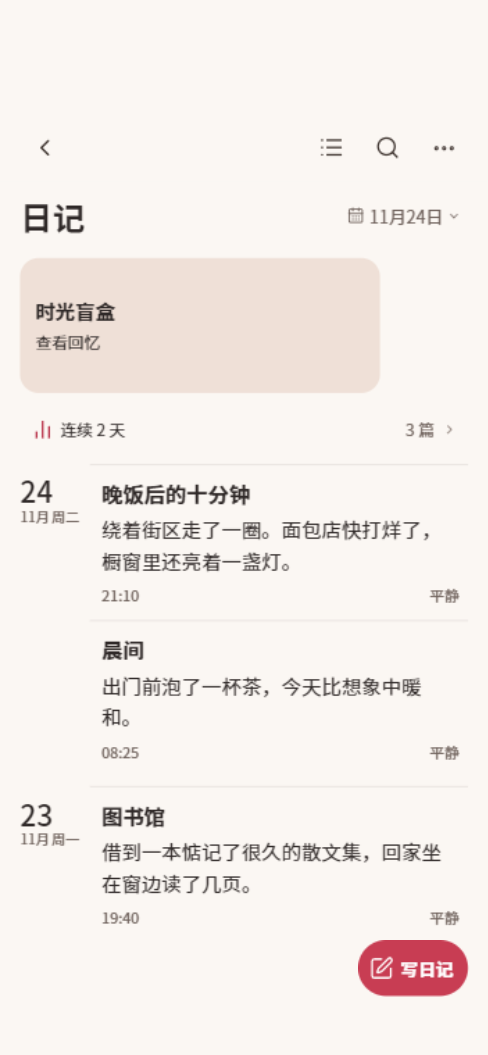 日记
11月24日
时光盲盒
查看回忆
连续 2 天
3 篇
24
11月周二
晚饭后的十分钟
绕着街区走了一圈。面包店快打烊了，
橱窗里还亮着一盏灯。
21:10
平静
晨间
出门前泡了一杯茶，今天比想象中暖
和。
08:25
平静
23
11月周一
图书馆
借到一本惦记了很久的散文集，回家坐
在窗边读了几页。
19:40
平静
写日记